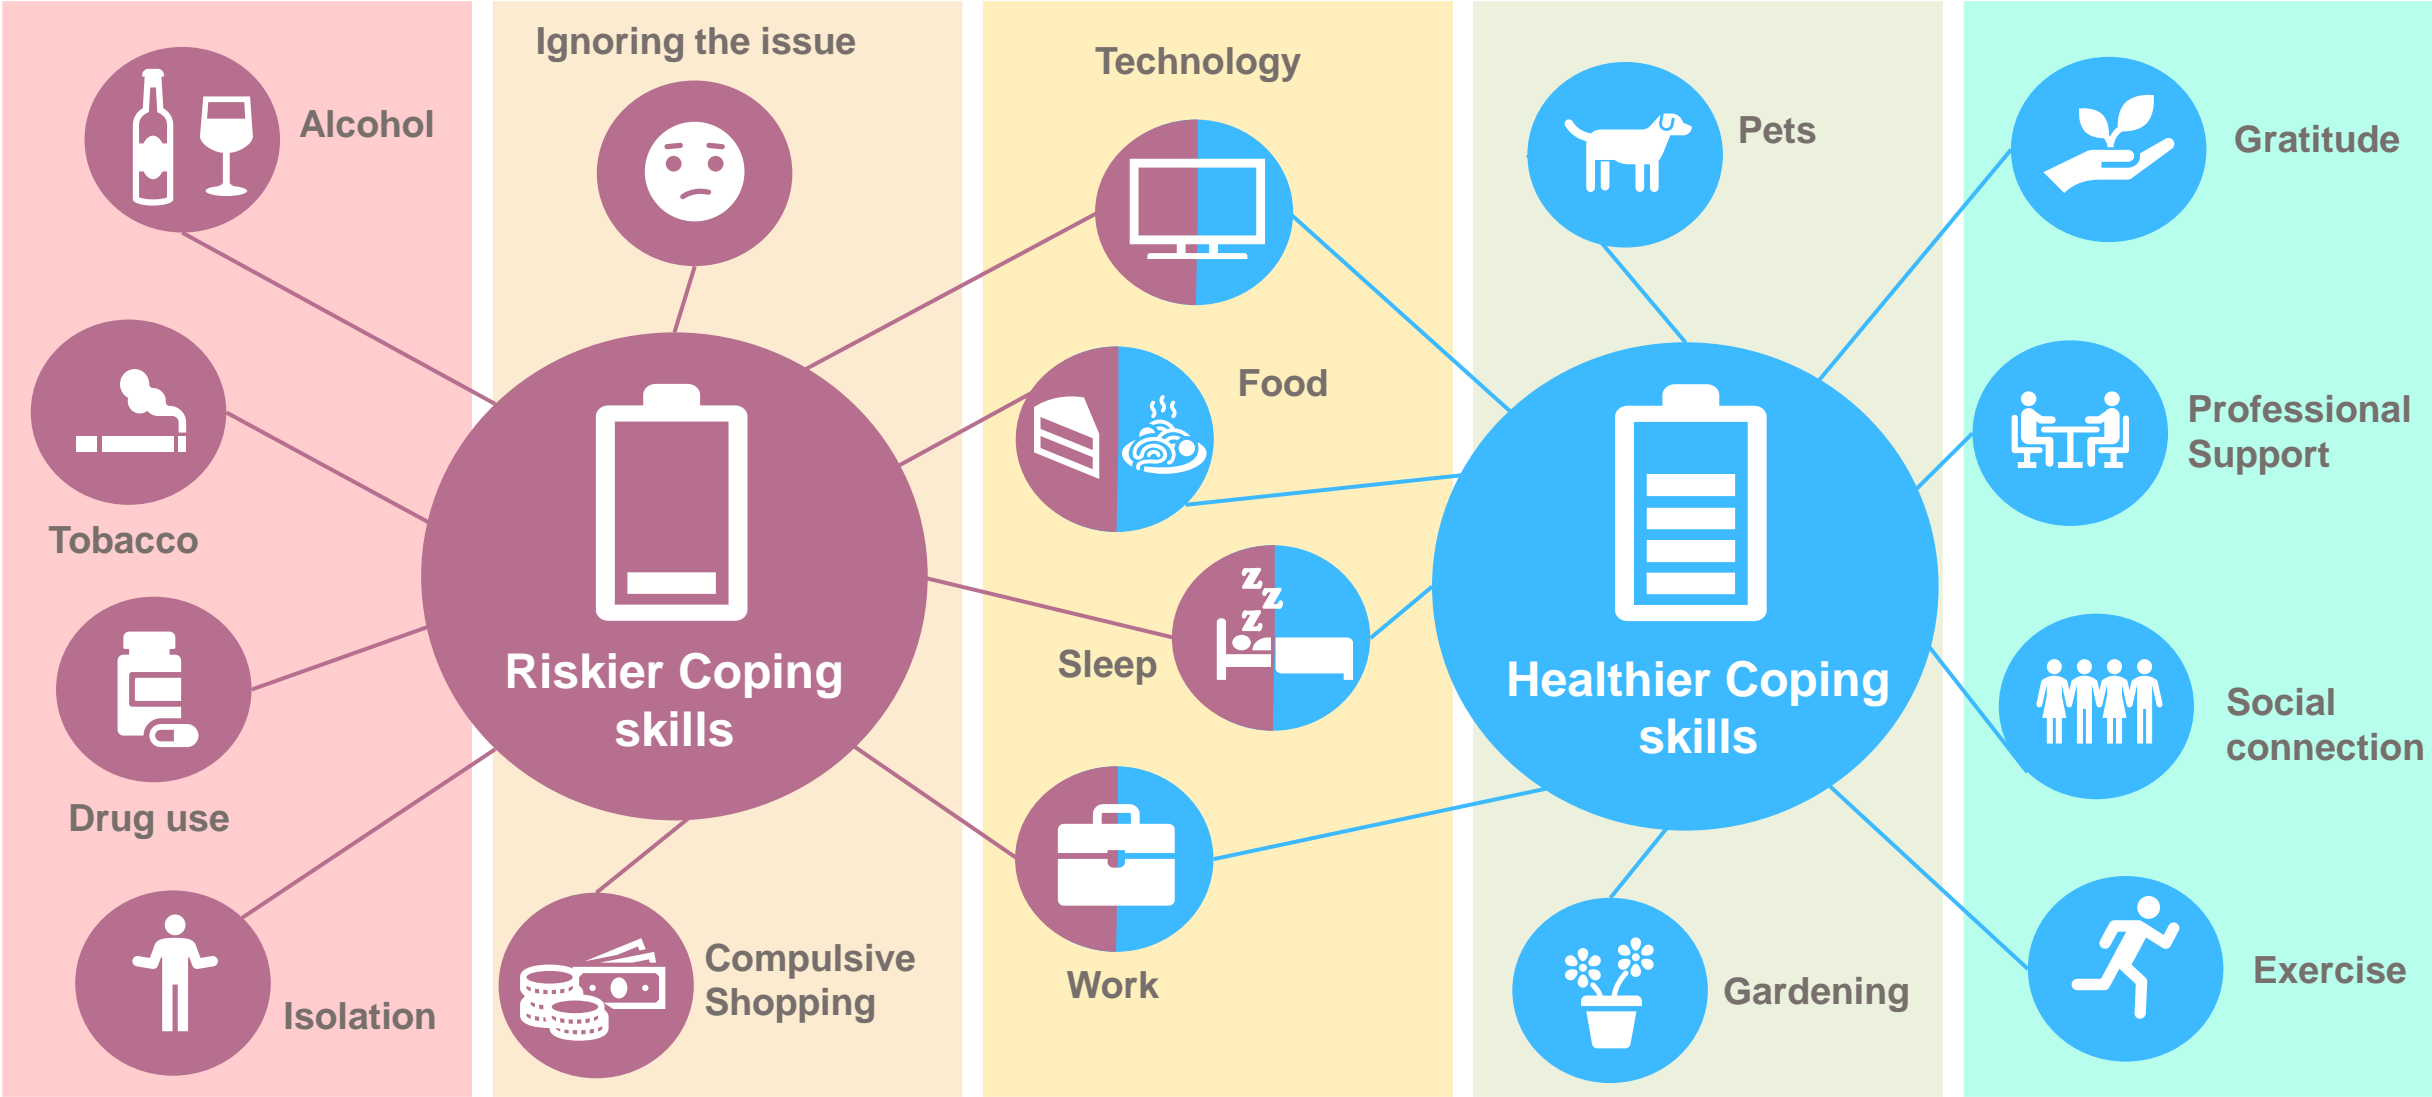 Alcohol
Tobacco
Drug use
Isolation
Ignoring the issue
Riskier Coping
skills
Compulsive
Shopping
Technology
Food
z
z
z
Sleep
Work
Pets
Healthier Coping
skills
Gardening
Gratitude
Professional
Support
Social
connection
Exercise